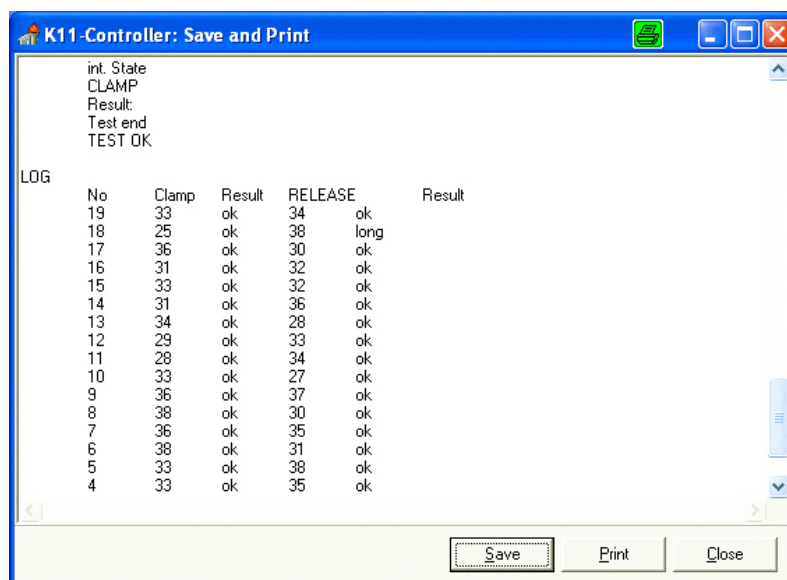 K11-Controller: Save and Print
int. State
CLAMP
Result:
Test end
TEST OK
LOG
No Clamp Result RELEASE Result
19 33 ok 34 ok
18 25 ok 38 long
17 36 ok 30 ok
16 31 ok 32 ok
15 33 ok 32 ok
14 31 ok 36 ok
13 34 ok 28 ok
12 29 ok 33 ok
11 28 ok 34 ok
10 33 ok 27 ok
9 36 ok 37 ok
8 38 ok 30 ok
7 36 ok 35 ok
6 38 ok 31 ok
5 33 ok 38 ok
4 33 ok 35 ok
Save Print Close